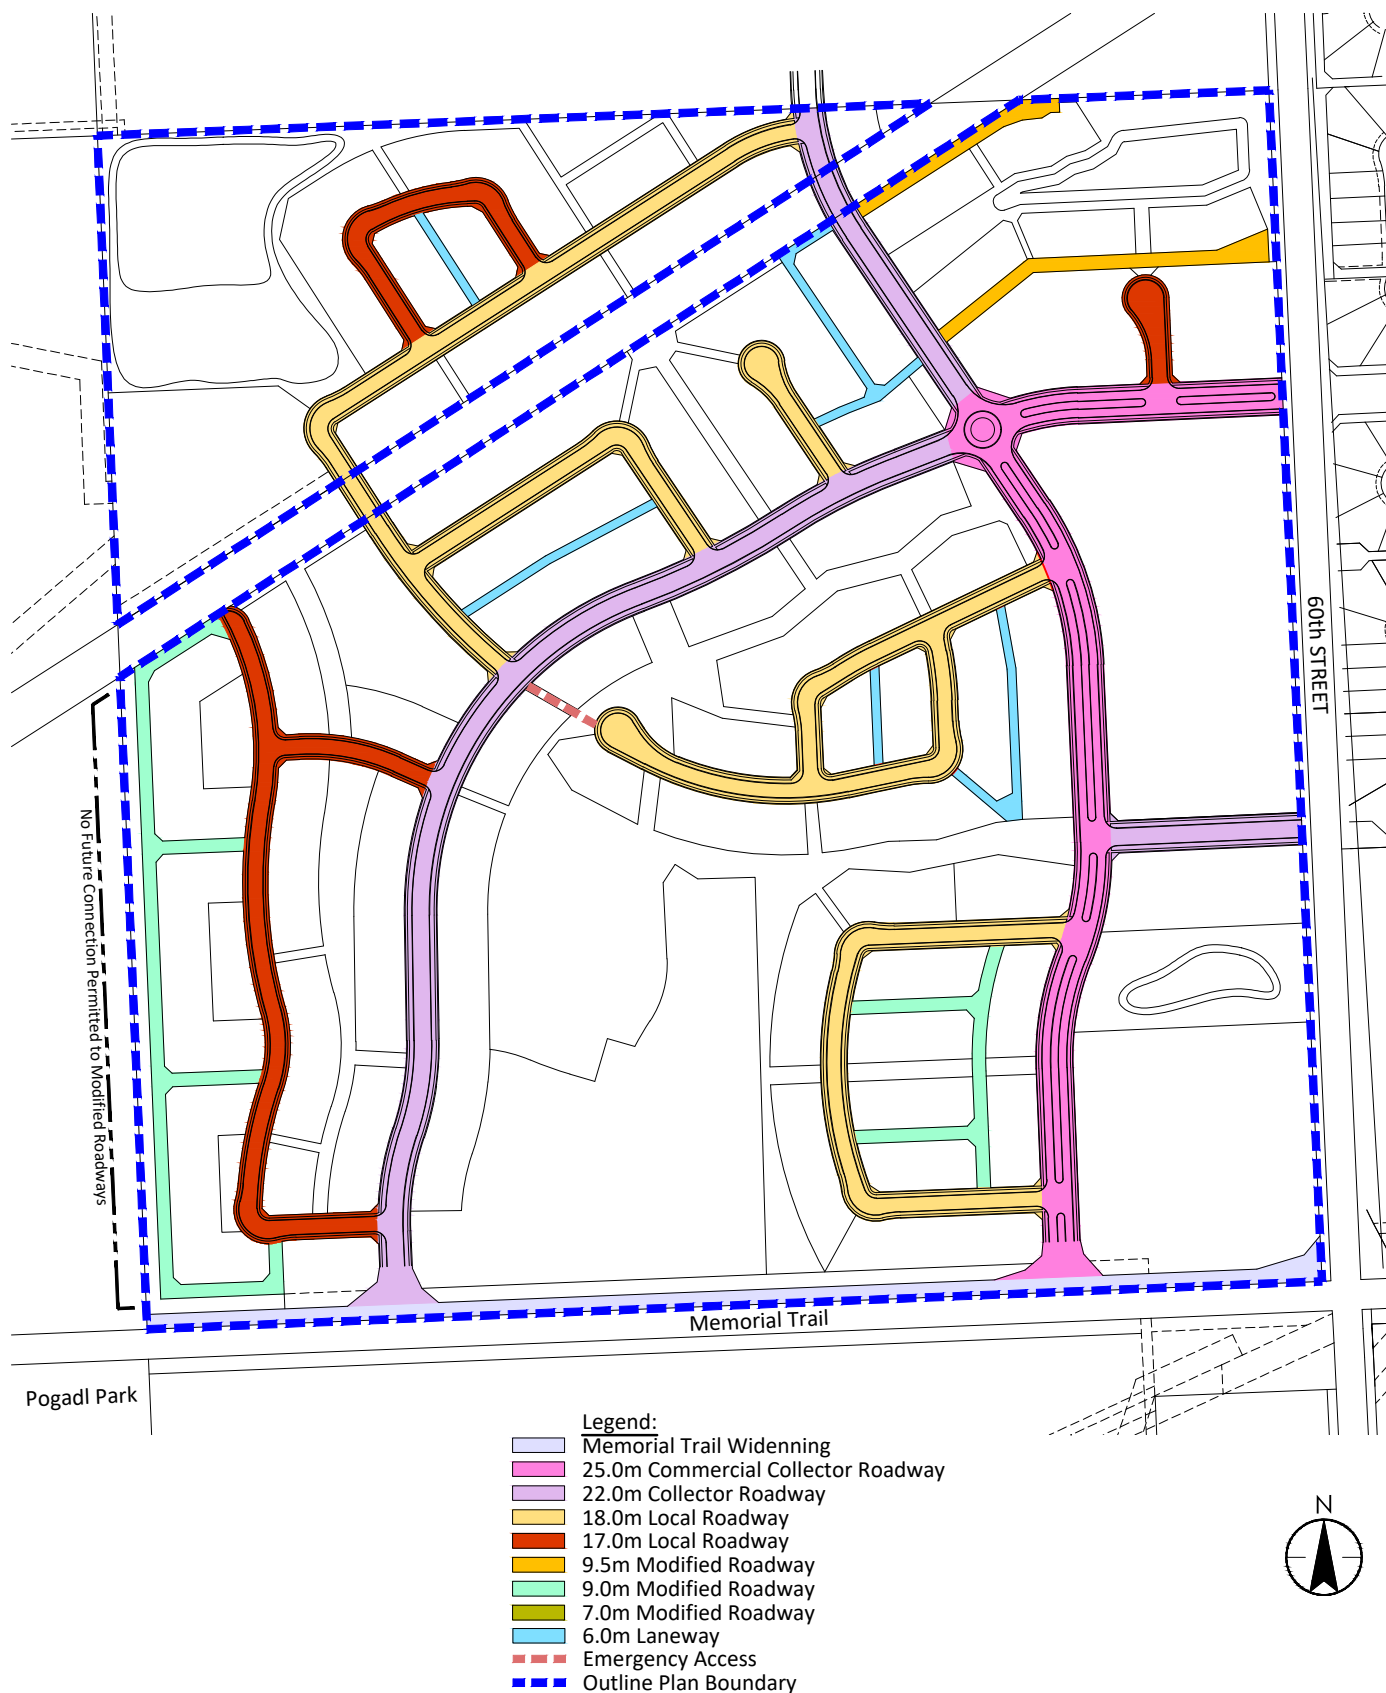 60th STREET
No Future Connection Permitted to Modified Roadways
Memorial Trail
Pogadl Park
Legend:
Memorial Trail Widenning
25.0m Commercial Collector Roadway
22.0m Collector Roadway
18.0m Local Roadway
17.0m Local Roadway
9.5m Modified Roadway
9.0m Modified Roadway
7.0m Modified Roadway
6.0m Laneway
Emergency Access
Outline Plan Boundary
N